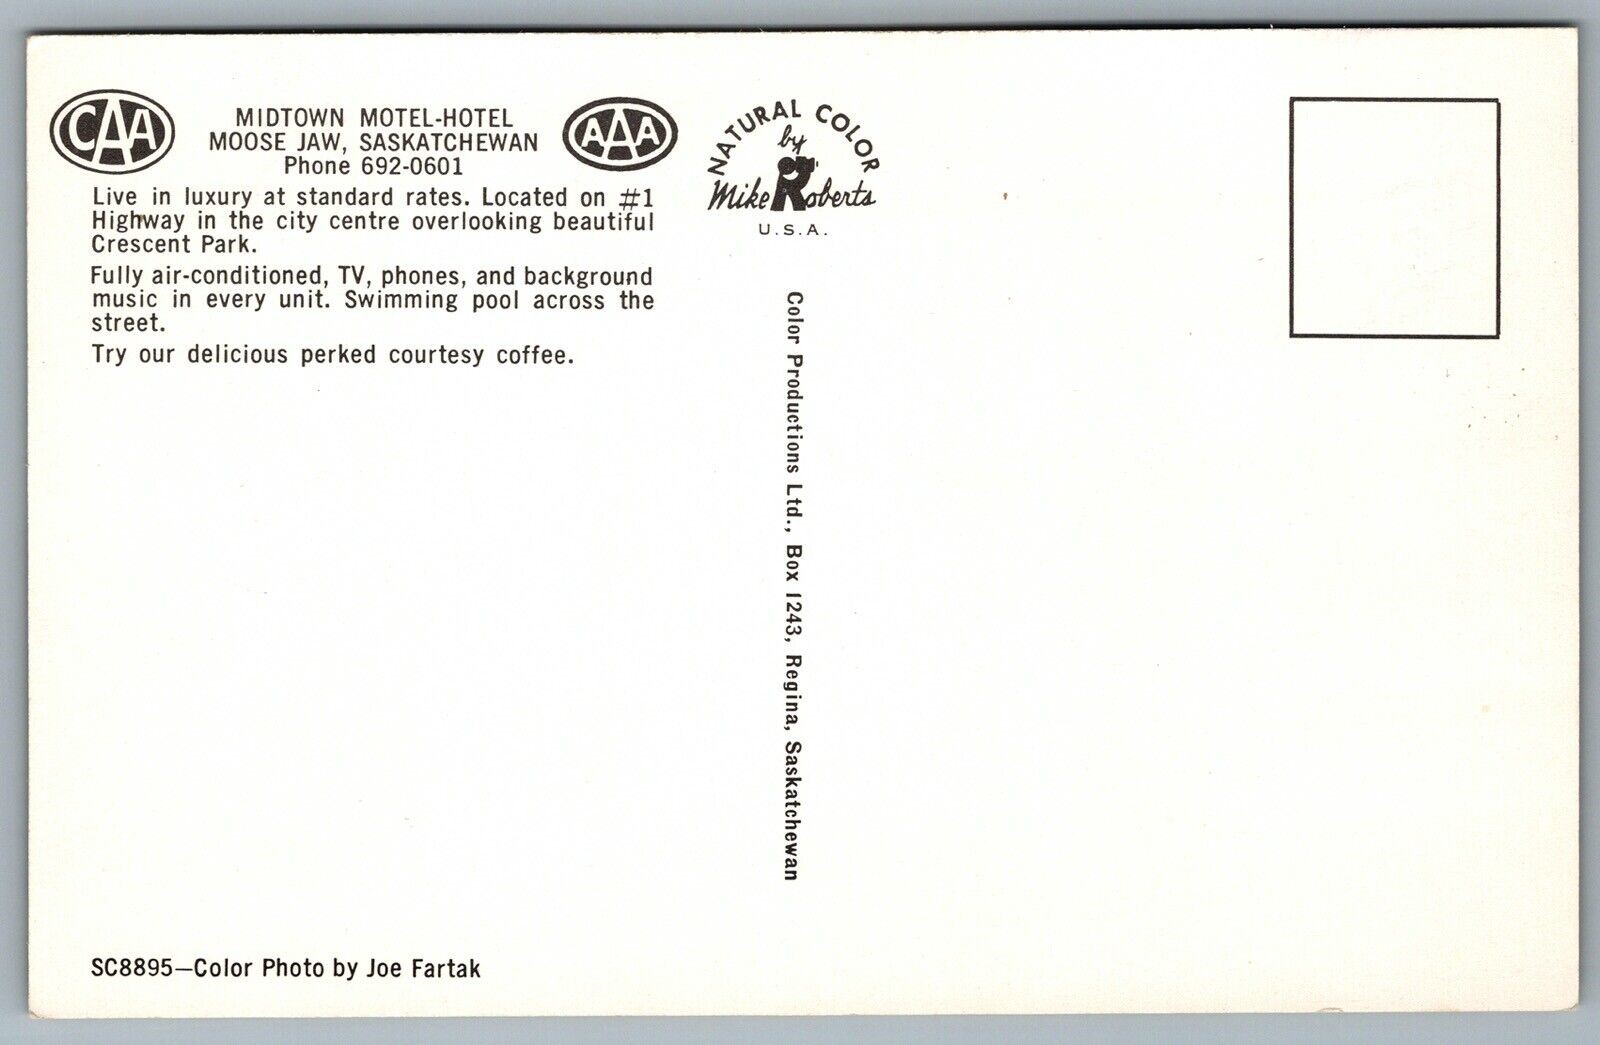 CAA
MIDTOWN MOTEL-HOTEL
MOOSE JAW, SASKATCHEWAN
Phone 692-0601
AAA
Live in luxury at standard rates. Located on #1
Highway in the city centre overlooking beautiful
Crescent Park.
Fully air-conditioned, TV, phones, and background
music in every unit. Swimming pool across the
street.
Try our delicious perked courtesy coffee.
SC8895—Color Photo by Joe Fartak
NATURAL COLOR
by
Mike Roberts
U.S.A.
Color Productions Ltd., Box 1243, Regina, Saskatchewan